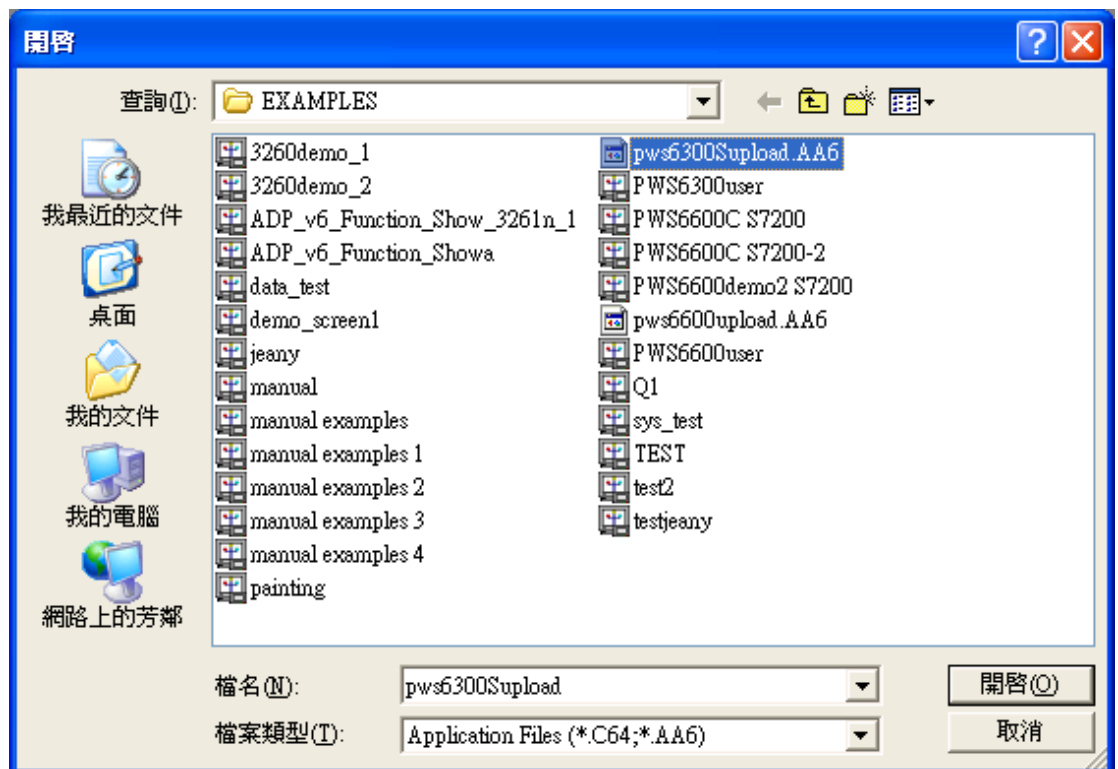 開啓
查詢(I):
EXAMPLES
我最近的文件
桌面
我的文件
我的電腦
網路上的芳鄰
3260demo_1
3260demo_2
ADP_v6_Function_Show_3261n_1
ADP_v6_Function_Showa
data_test
demo_screen1
jeany
manual
manual examples
manual examples 1
manual examples 2
manual examples 3
manual examples 4
painting
pws6300Supload.AA6
PWS6300user
PWS6600C S7200
PWS6600C S7200-2
PWS6600demo2 S7200
pws6600upload.AA6
PWS6600user
Q1
sys_test
TEST
test2
testjeany
檔名(N):
pws6300Supload
開啓(O)
檔案類型(T):
Application Files (*.C64;*.AA6)
取消